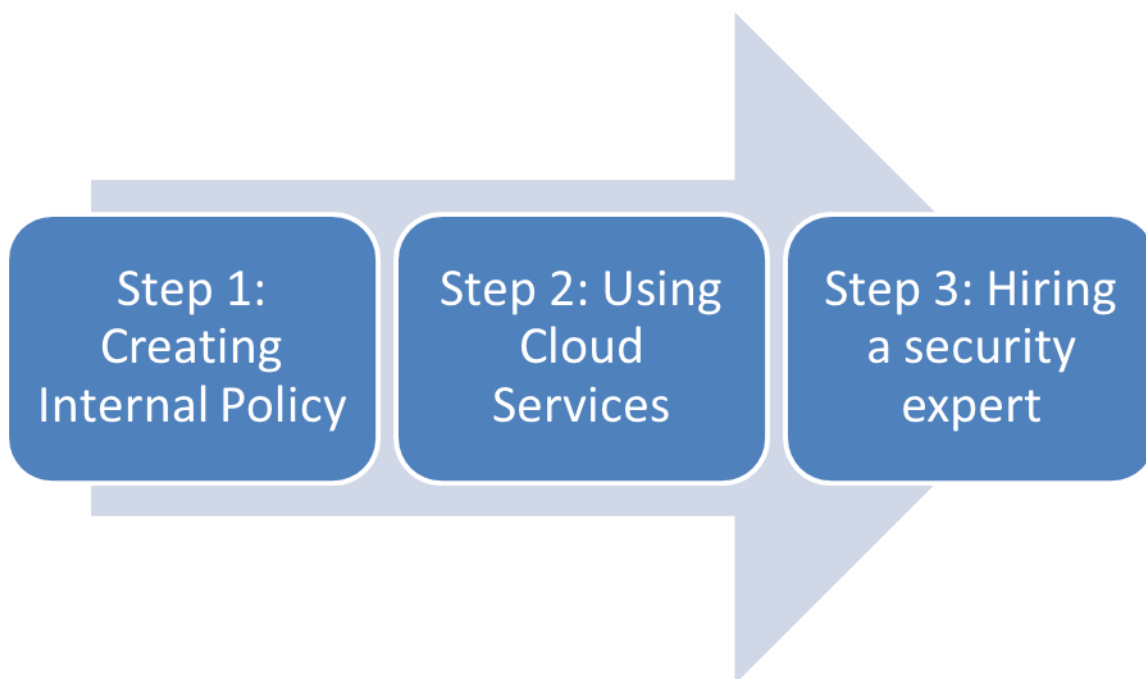 Step 1:
Creating
Internal Policy
Step 2: Using
Cloud
Services
Step 3: Hiring
a security
expert